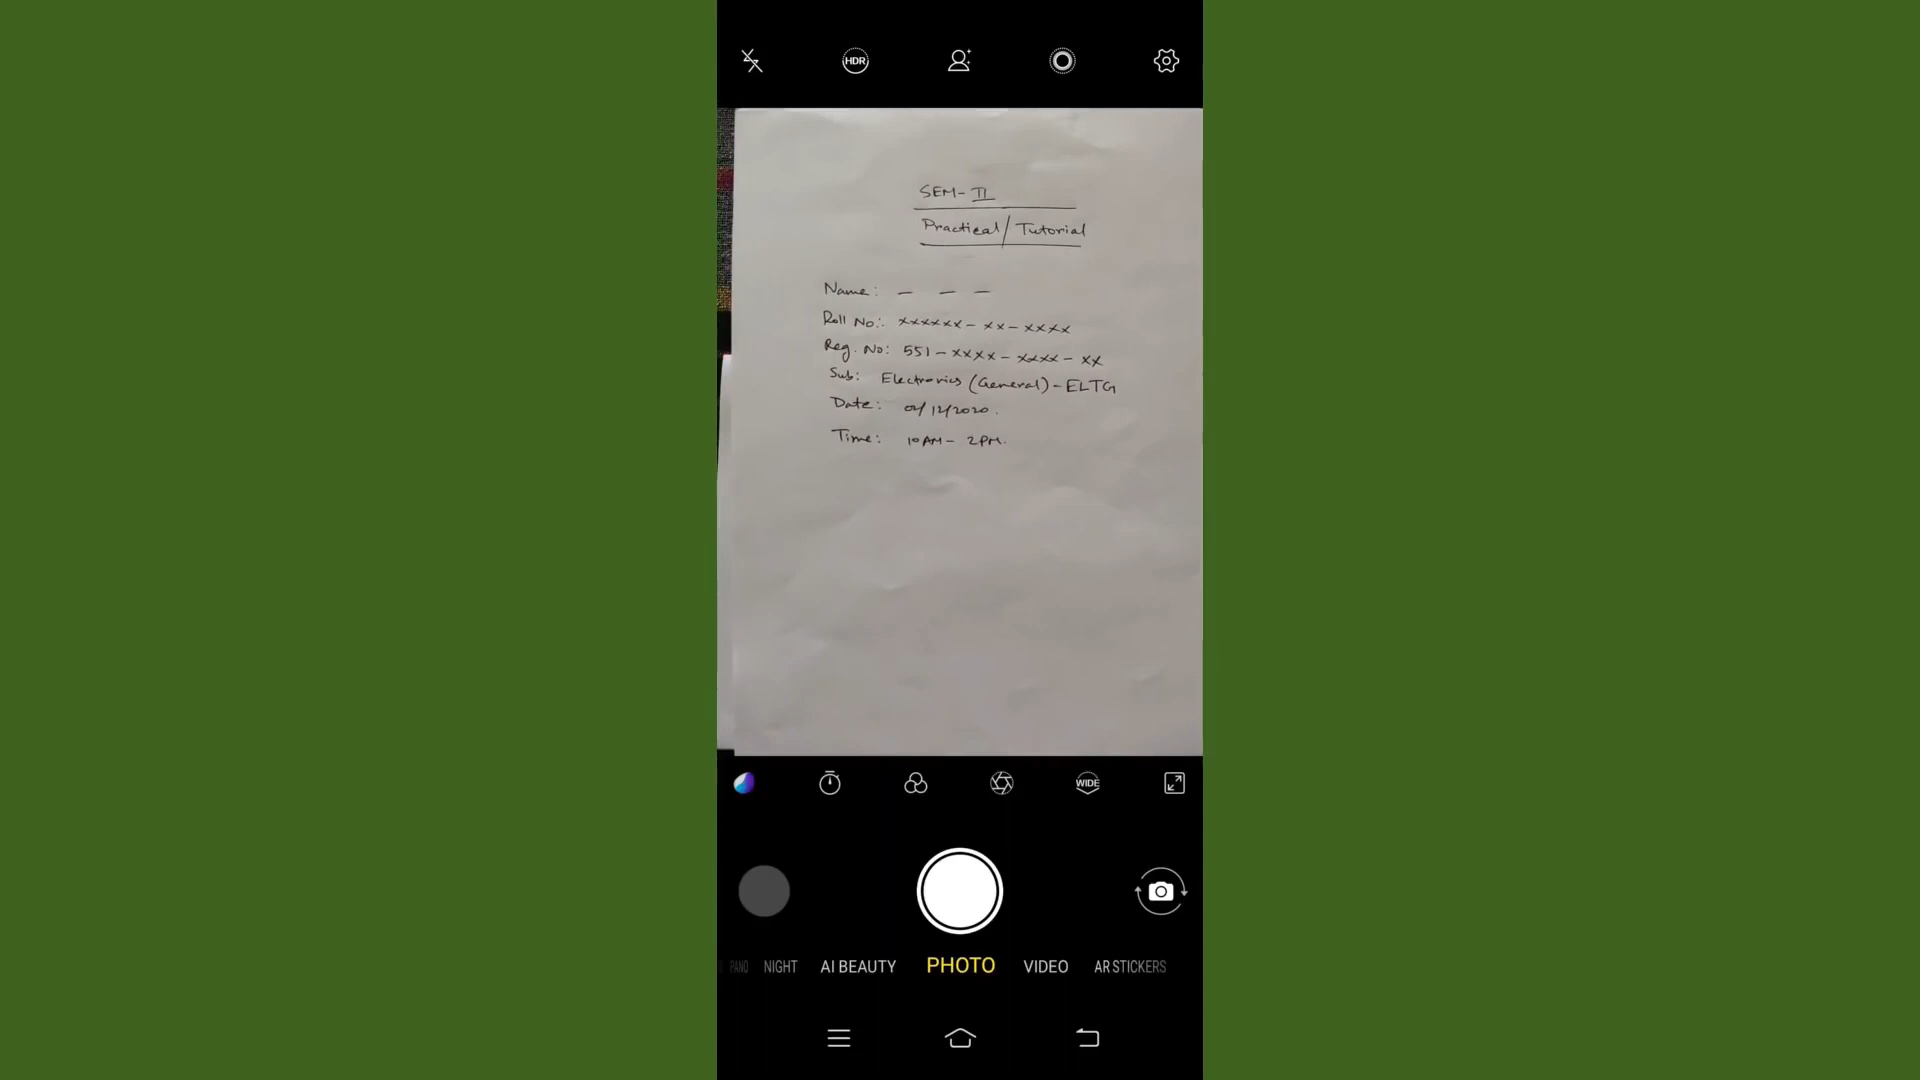 HDR
SEM-II
Practical/Tutorial
Name: — — —
Roll No: xxxxxx-xx-xxxx
Reg. No: 551-xxxx-xxxx-xx
Sub: Electronics (General)-ELTG
Date: /12/2020.
Time: 10AM- 2PM.
WIDE
PANO NIGHT AI BEAUTY PHOTO VIDEO AR STICKERS